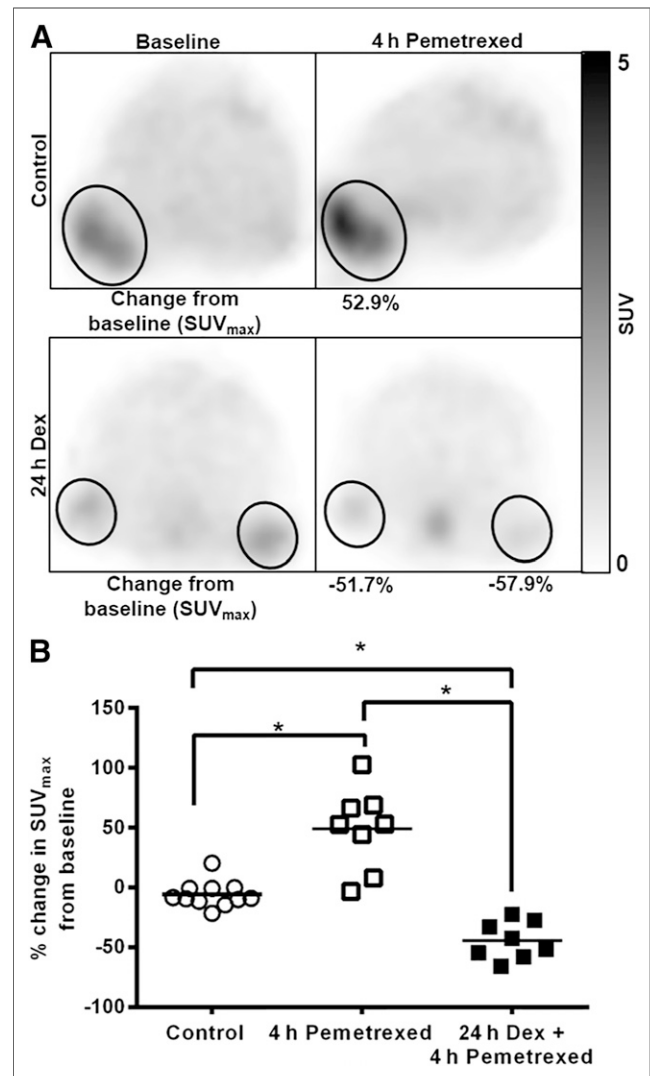 A
Baseline
4 h Pemetrexed
5
Control
Change from
baseline (SUVmax)
52.9%
SUV
24 h Dex
0
Change from
baseline (SUVmax)
-51.7%
-57.9%
B
*
*
*
150
100
50
0
-50
-100
% change in SUVmax
from baseline
Control
4 h Pemetrexed
24 h Dex +
4 h Pemetrexed